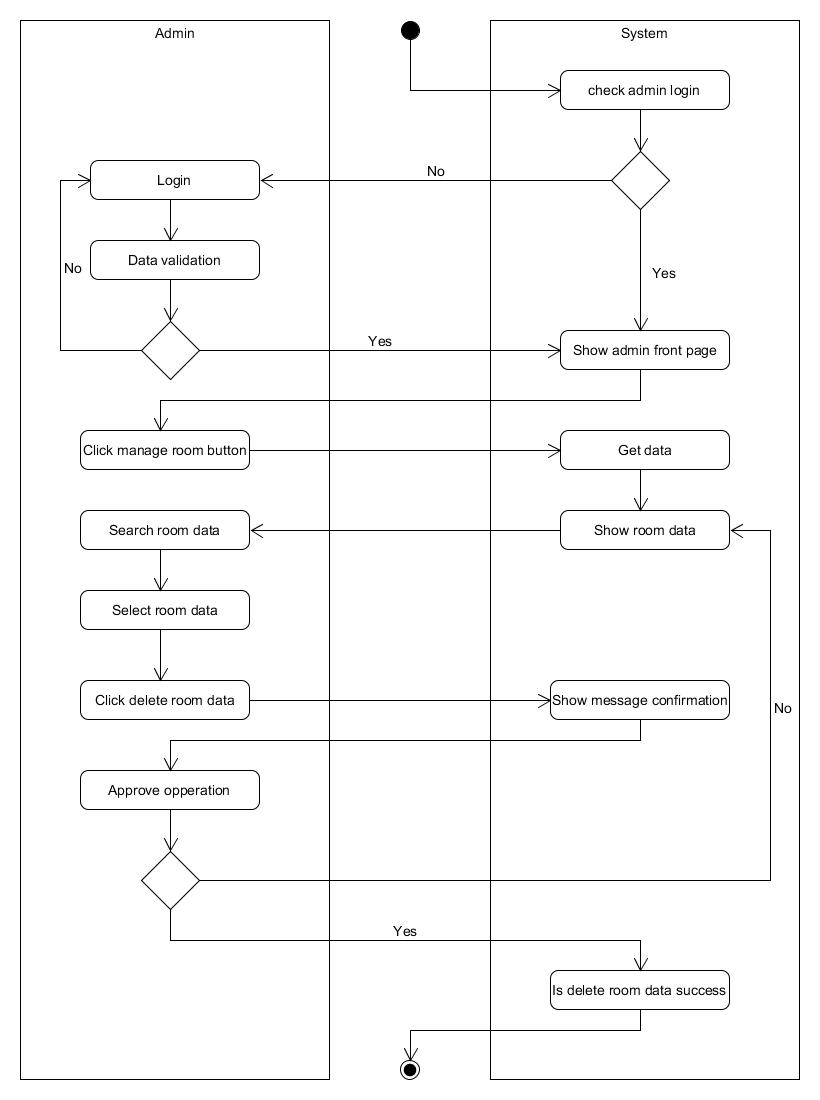 Admin
System
check admin login
No
Login
Data validation
No
Yes
Yes
Show admin front page
Click manage room button
Get data
Search room data
Show room data
Select room data
Click delete room data
Show message confirmation
No
Approve opperation
Yes
Is delete room data success